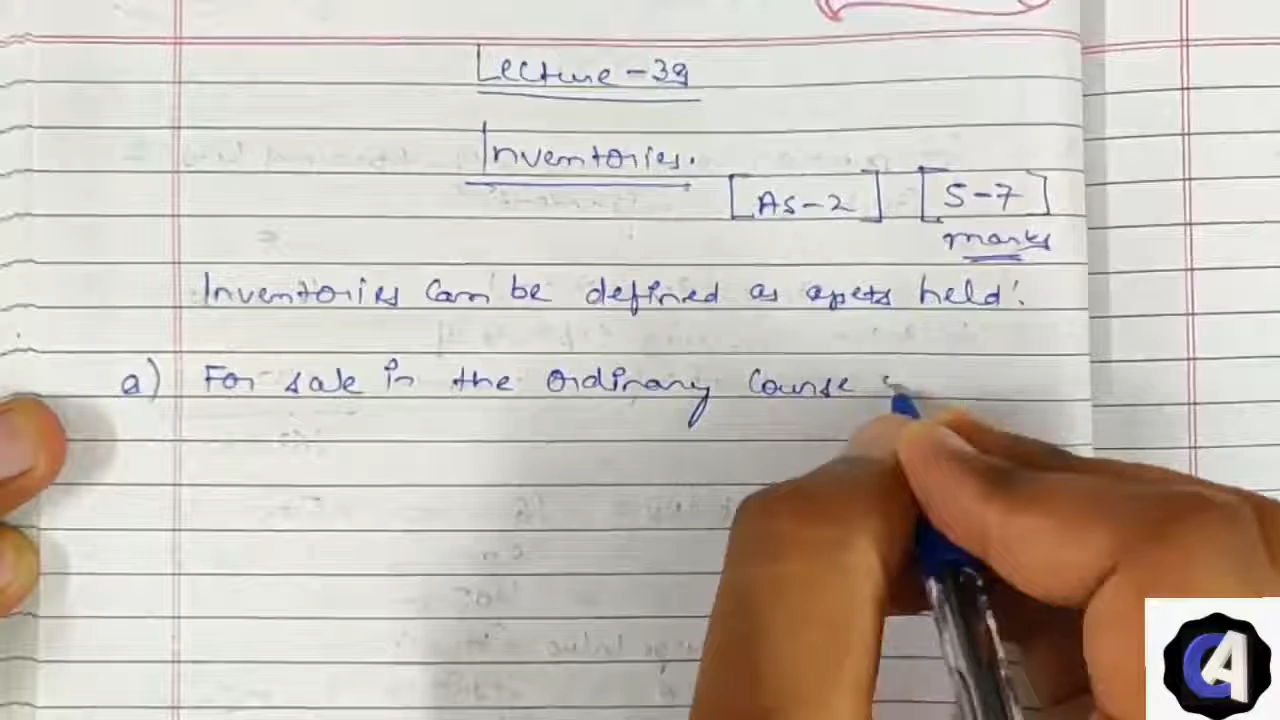 Lecture - 39
Inventories.
[AS-2] [5-7]
marks
Inventories can be defined as assets held:
a) For sale in the ordinary course
CA